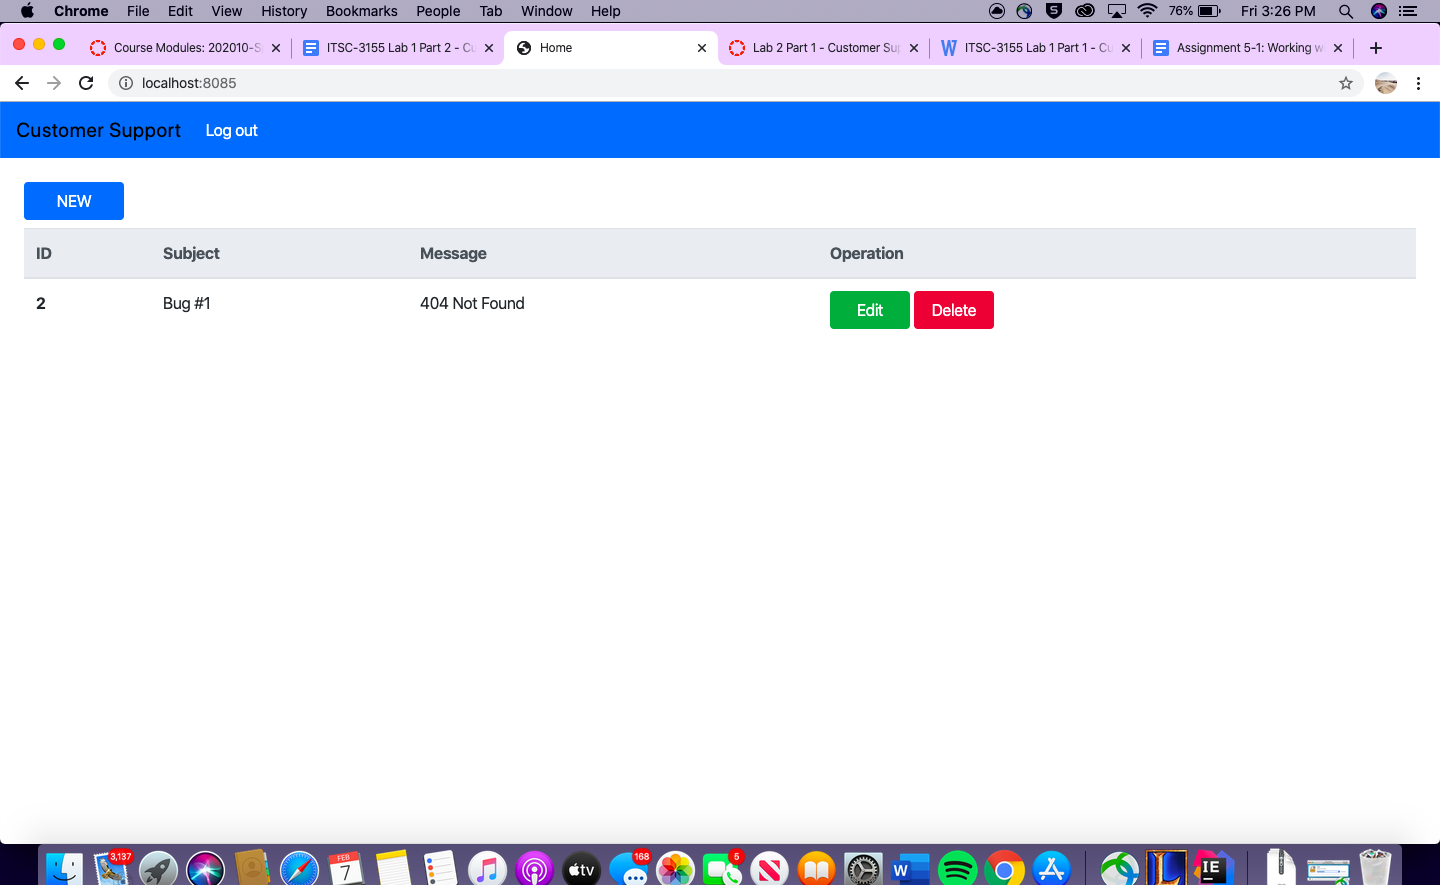 Chrome File Edit View History Bookmarks People Tab Window Help 76% Fri 3:26 PM
Course Modules: 202010-S ITSC-3155 Lab 1 Part 2 - Cu Home Lab 2 Part 1 - Customer Sup W ITSC-3155 Lab 1 Part 1 - Cu Assignment 5-1: Working w
localhost:8085
Customer Support Log out
NEW
ID Subject Message Operation
2 Bug #1 404 Not Found Edit Delete
3,137 FEB 7 tv 168 5 W L IE